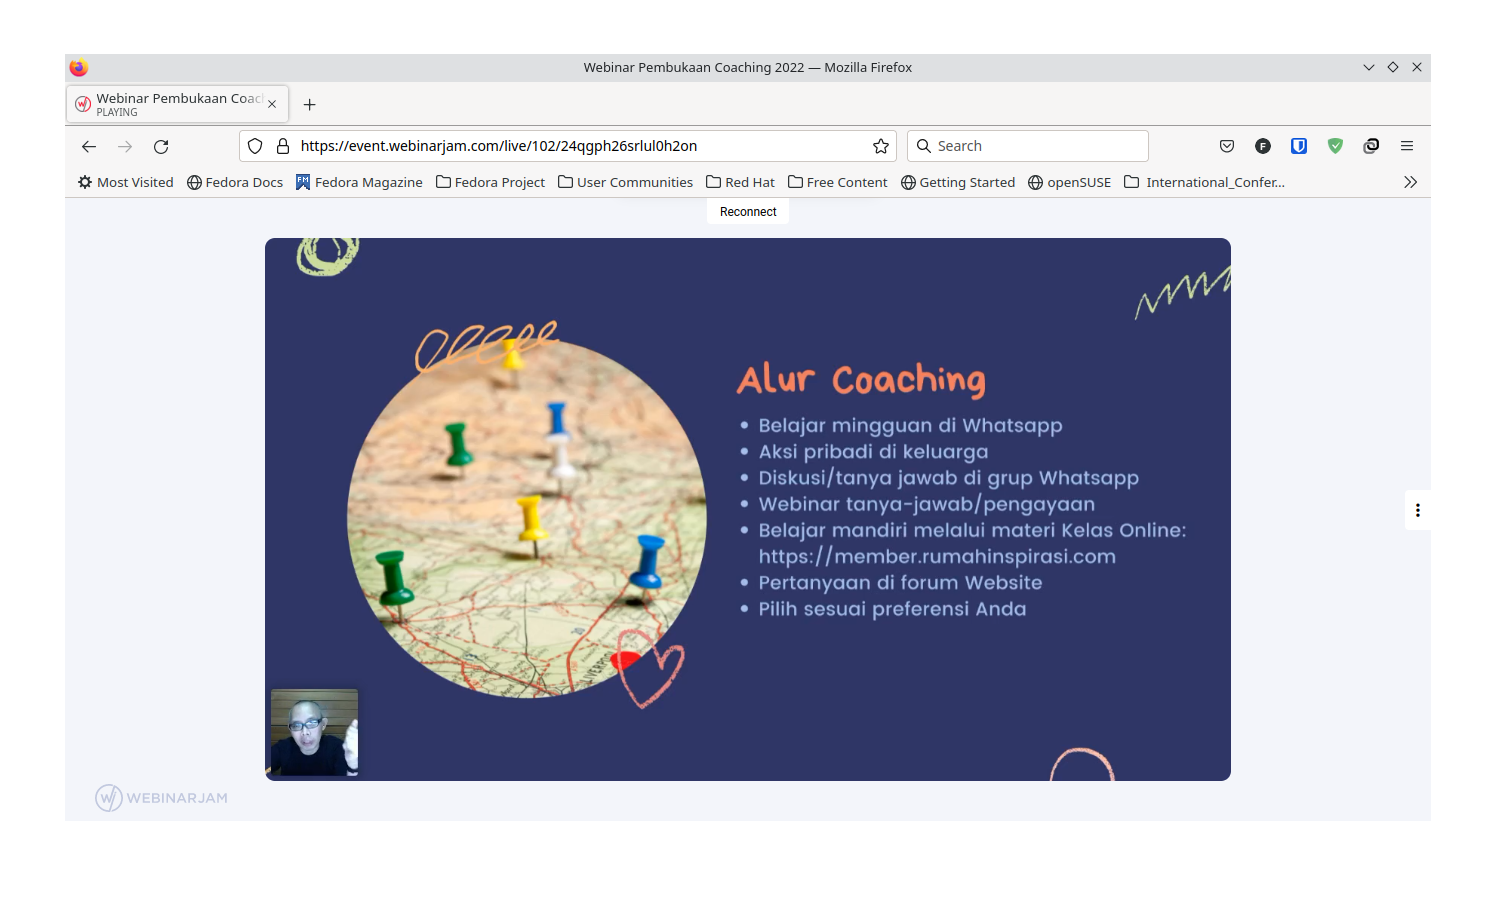 Webinar Pembukaan Coaching 2022 — Mozilla Firefox
Webinar Pembukaan Coac
PLAYING
https://event.webinarjam.com/live/102/24qgph26srlul0h2on
Search
F
Most Visited
Fedora Docs
FM
Fedora Magazine
Fedora Project
User Communities
Red Hat
Free Content
Getting Started
openSUSE
International_Confer...
Reconnect
Alur Coaching
• Belajar mingguan di Whatsapp
• Aksi pribadi di keluarga
• Diskusi/tanya jawab di grup Whatsapp
• Webinar tanya-jawab/pengayaan
• Belajar mandiri melalui materi Kelas Online:
https://member.rumahinspirasi.com
• Pertanyaan di forum Website
• Pilih sesuai preferensi Anda
WEBINARJAM